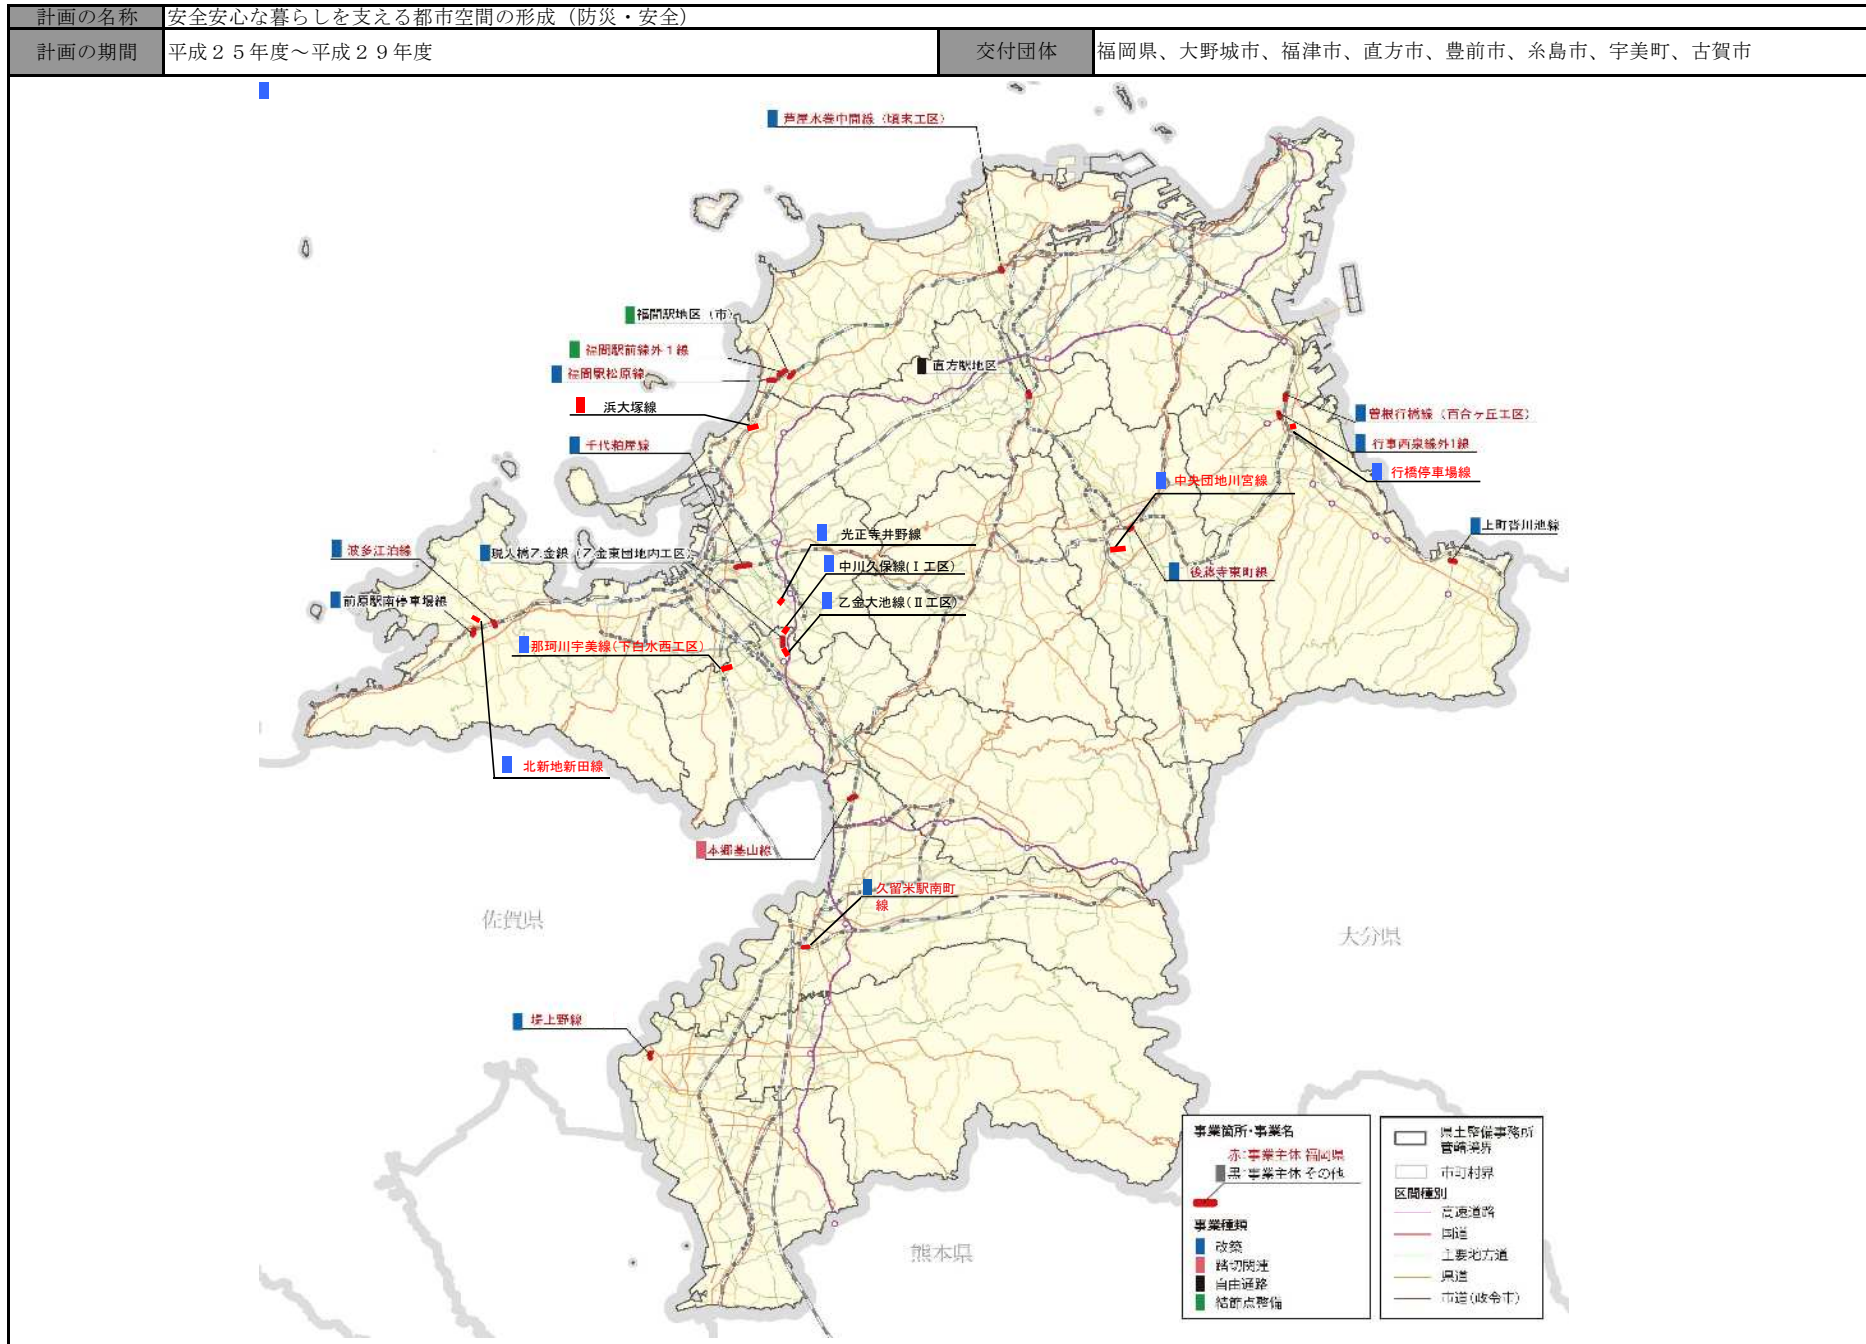 計画の名称
安全安心な暮らしを支える都市空間の形成（防災・安全）
計画の期間
平成２５年度～平成２９年度
交付団体
福岡県、大野城市、福津市、直方市、豊前市、糸島市、宇美町、古賀市
芦屋水巻中間線（頃末工区）
福間駅地区（市）
福間駅前線外１線
福間駅松原線
直方駅地区
浜大塚線
曽根行橋線（百合ヶ丘工区）
千代粕屋線
行事西泉線外1線
行橋停車場線
中央団地川宮線
上町皆川池線
光正寺井野線
波多江泊線
現人橋乙金線（乙金東団地内工区）
中川久保線(Ⅰ工区)
後藤寺東町線
前原駅南停車場線
乙金大池線(Ⅱ工区)
那珂川宇美線(下白水西工区)
北新地新田線
本郷基山線
久留米駅南町
線
佐賀県
大分県
堤上野線
熊本県
事業箇所・事業名
赤：事業主体 福岡県
黒：事業主体 その他
事業種類
改築
踏切関連
自由通路
結節点整備
県土整備事務所
管轄境界
市町村界
区間種別
高速道路
国道
主要地方道
県道
市道(政令市)